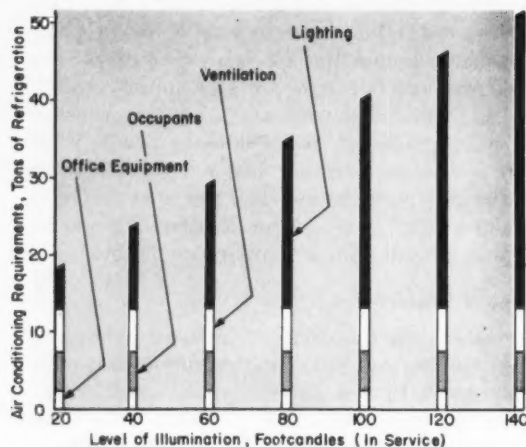 Air Conditioning Requirements, Tons of Refrigeration
50
40
30
20
10
0
Lighting
Ventilation
Occupants
Office Equipment
20 40 60 80 100 120 140
Level of Illumination, Footcandles (In Service)